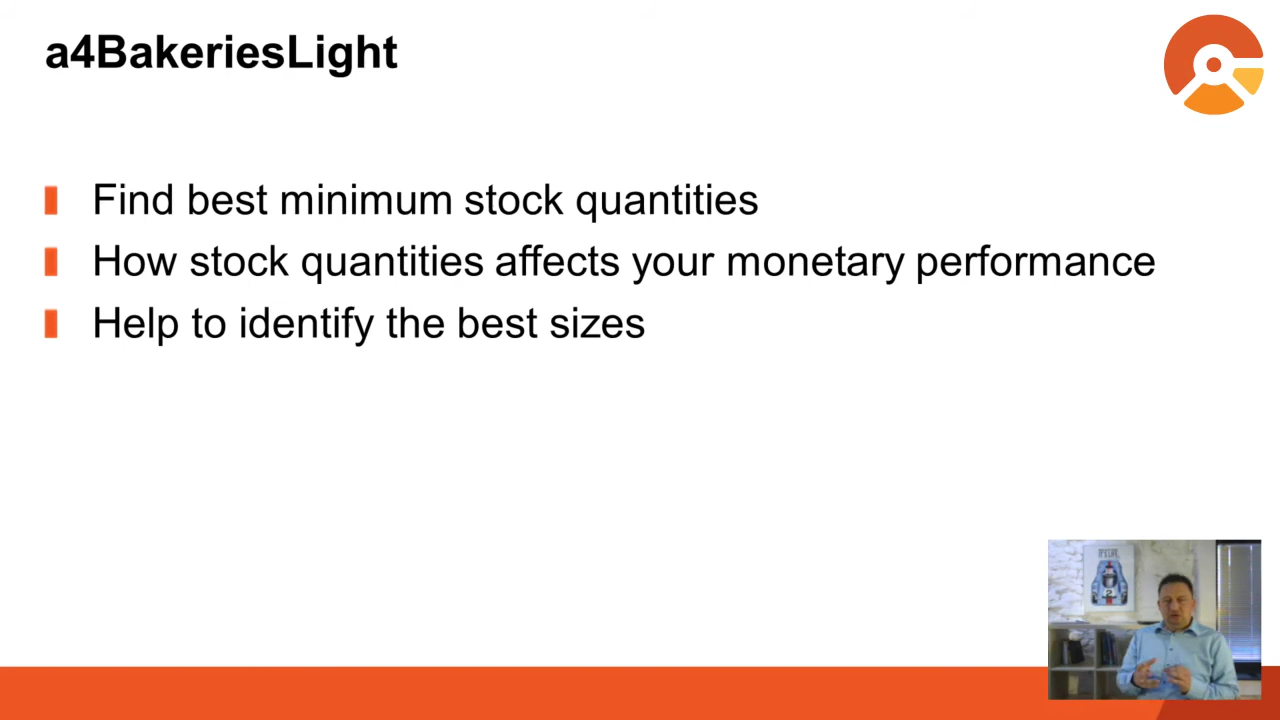 a4BakeriesLight
Find best minimum stock quantities
How stock quantities affects your monetary performance
Help to identify the best sizes
2